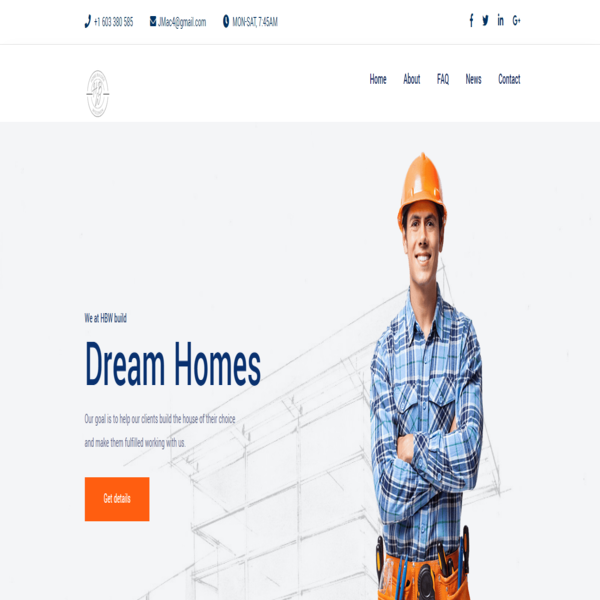 +1 603 380 585 JMac4@gmail.com MON-SAT, 7:45AM
Home About FAQ News Contact
We at HBW build
Dream Homes
Our goal is to help our clients build the house of their choice
and make them fulfilled working with us.
Get details